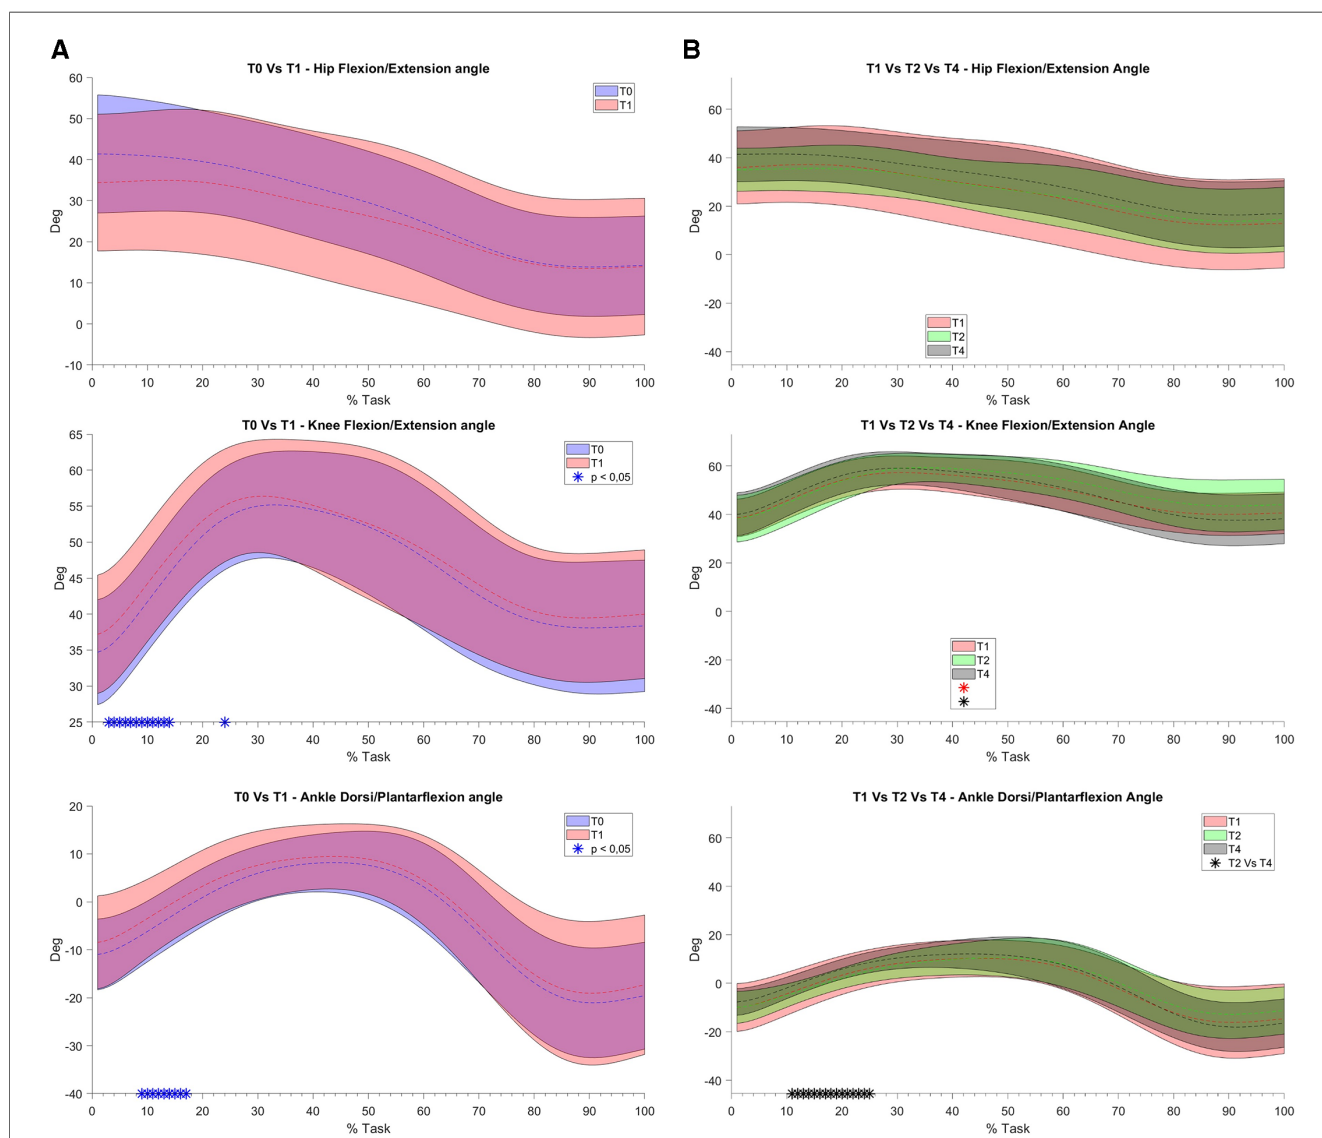 A
B
T0 Vs T1 - Hip Flexion/Extension angle
60
50
40
30
20
10
0
-10
Deg
T0
T1
0 10 20 30 40 50 60 70 80 90 100
% Task
T1 Vs T2 Vs T4 - Hip Flexion/Extension Angle
60
40
20
0
-20
-40
Deg
T1
T2
T4
0 10 20 30 40 50 60 70 80 90 100
% Task
T0 Vs T1 - Knee Flexion/Extension angle
65
60
55
50
45
40
35
30
25
Deg
T0
T1
p < 0,05
0 10 20 30 40 50 60 70 80 90 100
% Task
T1 Vs T2 Vs T4 - Knee Flexion/Extension Angle
60
40
20
0
-20
-40
Deg
T1
T2
T4
0 10 20 30 40 50 60 70 80 90 100
% Task
T0 Vs T1 - Ankle Dorsi/Plantarflexion angle
20
10
0
-10
-20
-30
-40
Deg
T0
T1
p < 0,05
0 10 20 30 40 50 60 70 80 90 100
% Task
T1 Vs T2 Vs T4 - Ankle Dorsi/Plantarflexion Angle
60
40
20
0
-20
-40
Deg
T1
T2
T4
T2 Vs T4
0 10 20 30 40 50 60 70 80 90 100
% Task